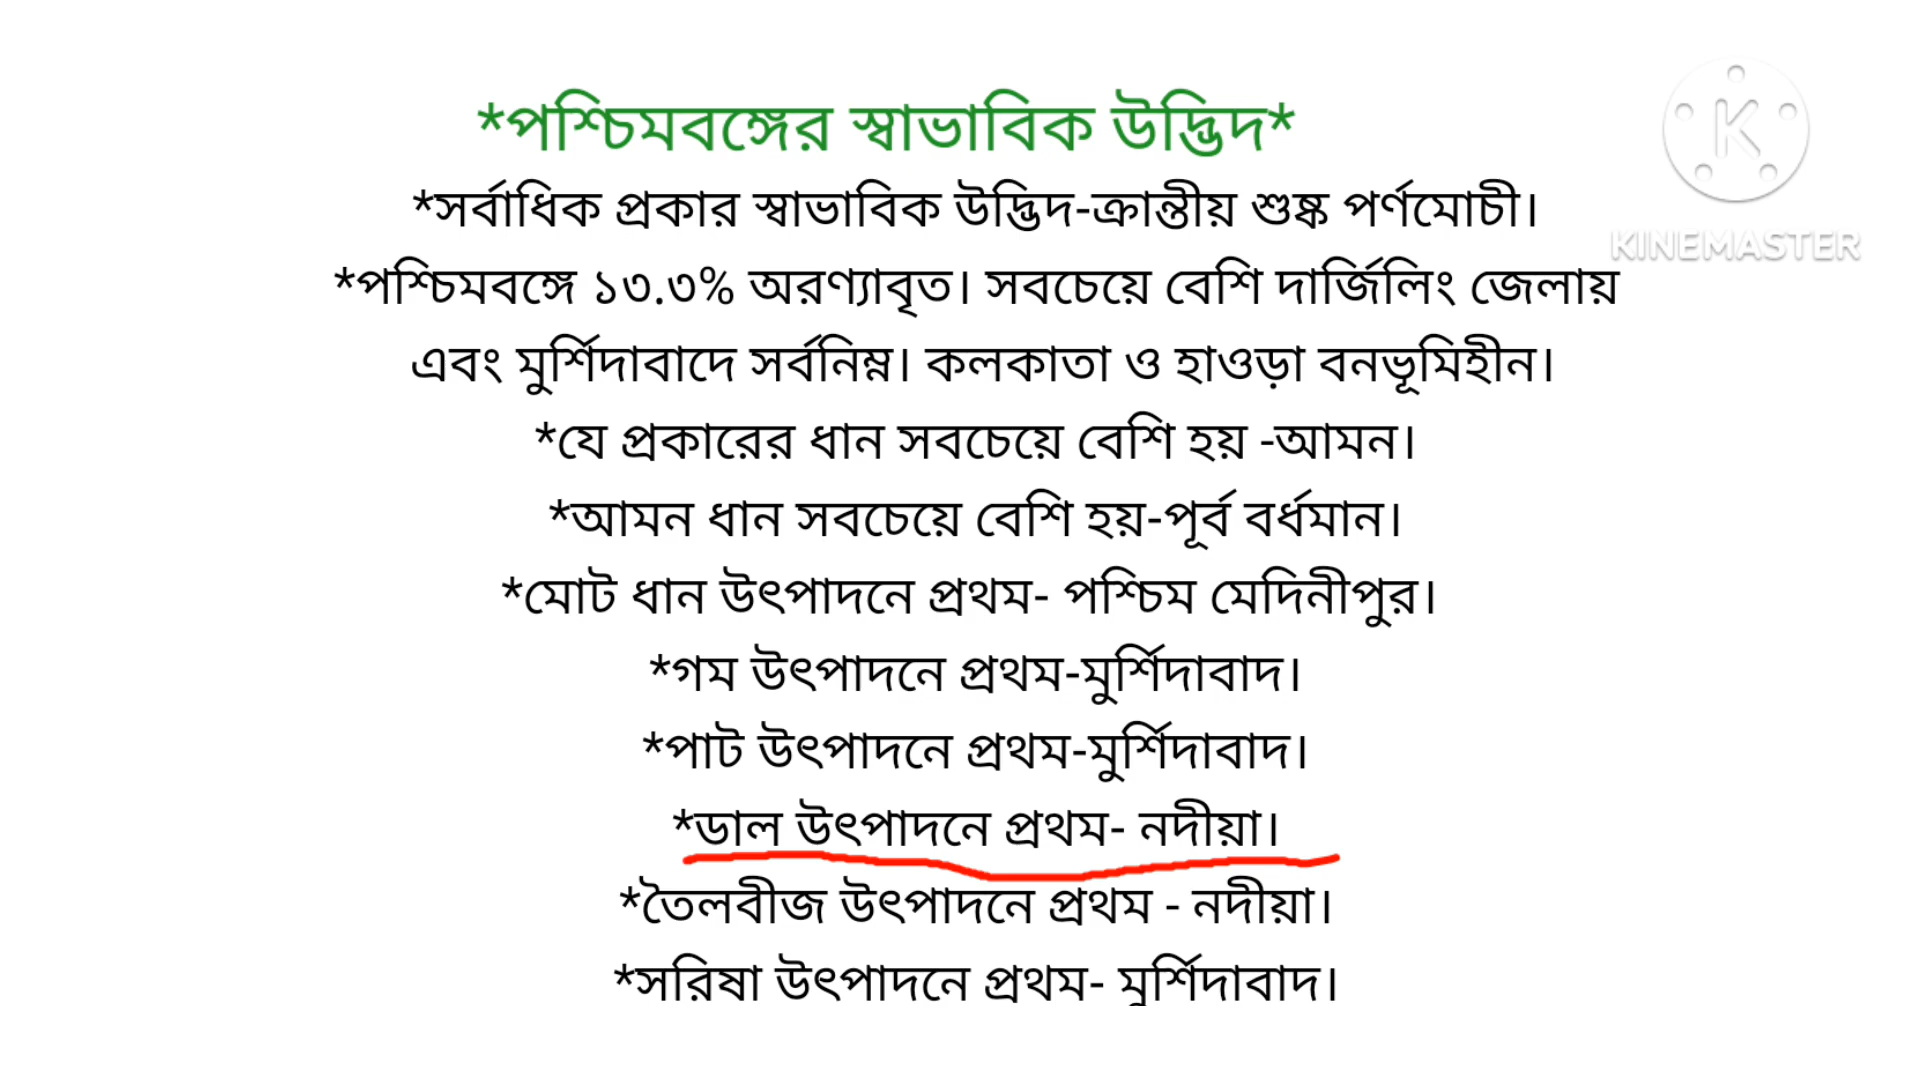 *পশ্চিমবঙ্গের স্বাভাবিক উদ্ভিদ*
*সর্বাধিক প্রকার স্বাভাবিক উদ্ভিদ-ক্রান্তীয় শুষ্ক পর্ণমোচী।
*পশ্চিমবঙ্গে ১৩.৩% অরণ্যাবৃত। সবচেয়ে বেশি দার্জিলিং জেলায়
এবং মুর্শিদাবাদে সর্বনিম্ন। কলকাতা ও হাওড়া বনভূমিহীন।
*যে প্রকারের ধান সবচেয়ে বেশি হয় -আমন।
*আমন ধান সবচেয়ে বেশি হয়-পূর্ব বর্ধমান।
*মোট ধান উৎপাদনে প্রথম- পশ্চিম মেদিনীপুর।
*গম উৎপাদনে প্রথম-মুর্শিদাবাদ।
*পাট উৎপাদনে প্রথম-মুর্শিদাবাদ।
*ডাল উৎপাদনে প্রথম- নদীয়া।
*তৈলবীজ উৎপাদনে প্রথম - নদীয়া।
*সরিষা উৎপাদনে প্রথম- মুর্শিদাবাদ।
K
KINEMASTER